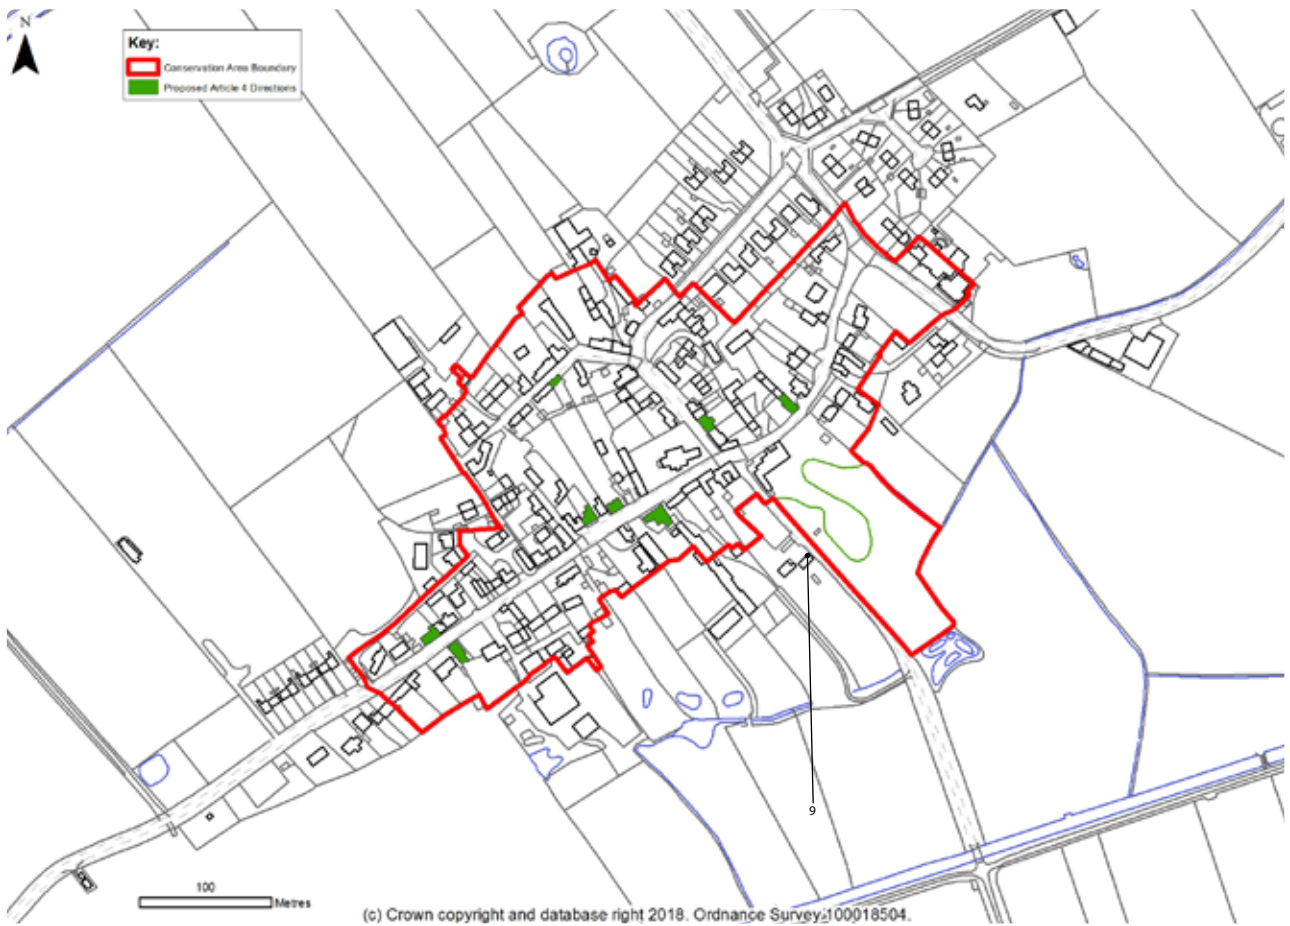 N
Key:
Conservation Area Boundary
Proposed Article 4 Directions
9
100
Metres
(c) Crown copyright and database right 2018. Ordnance Survey 100018504.